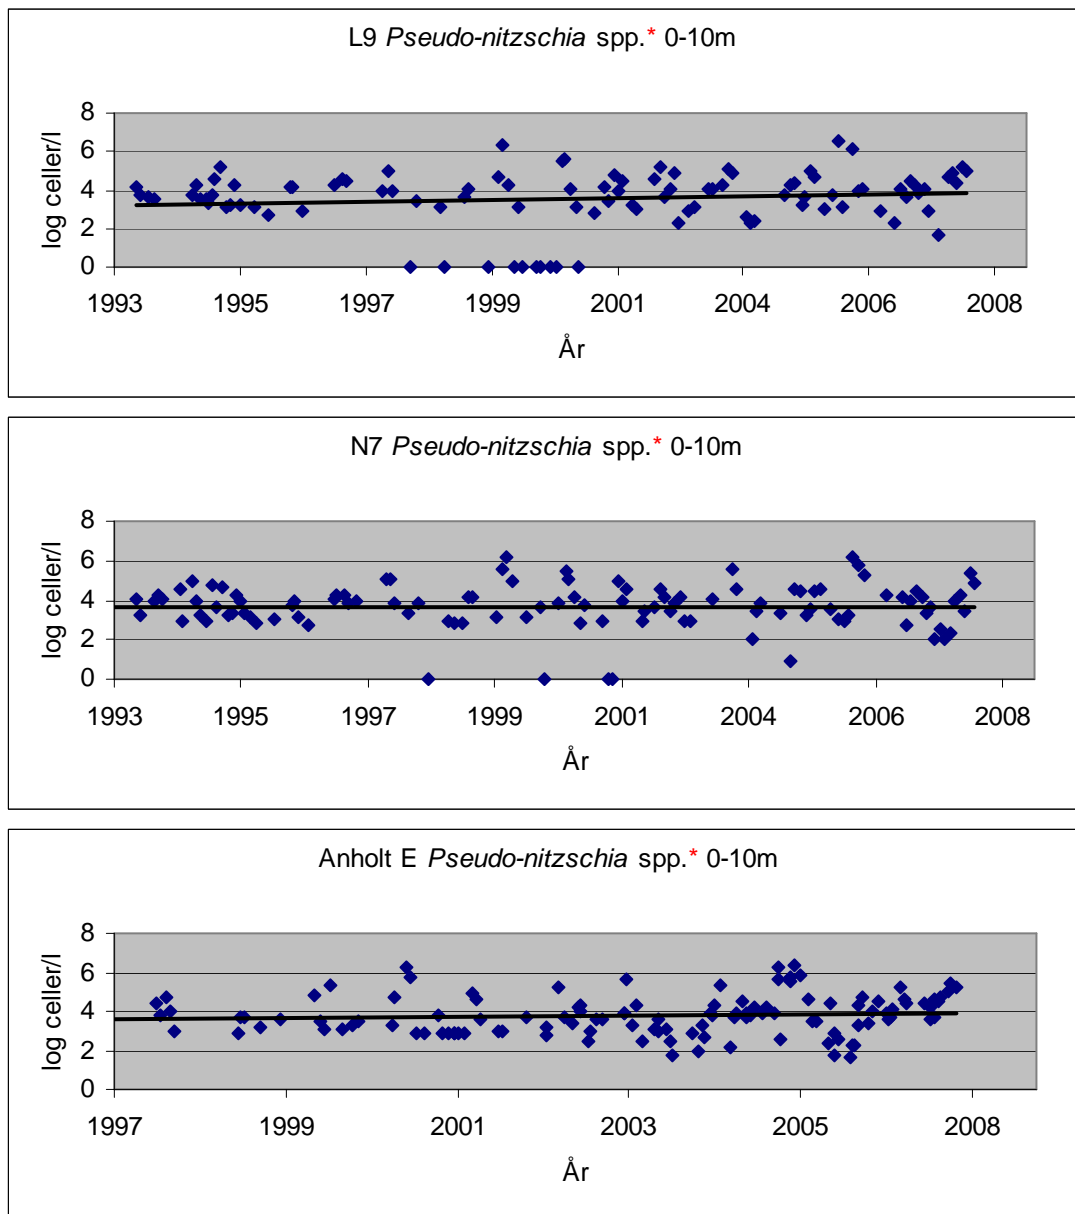 L9 Pseudo-nitzschia spp.* 0-10m
log celler/l
8
6
4
2
0
1993 1995 1997 1999 2001 2004 2006 2008
År
N7 Pseudo-nitzschia spp.* 0-10m
log celler/l
8
6
4
2
0
1993 1995 1997 1999 2001 2004 2006 2008
År
Anholt E Pseudo-nitzschia spp.* 0-10m
log celler/l
8
6
4
2
0
1997 1999 2001 2003 2005 2008
År